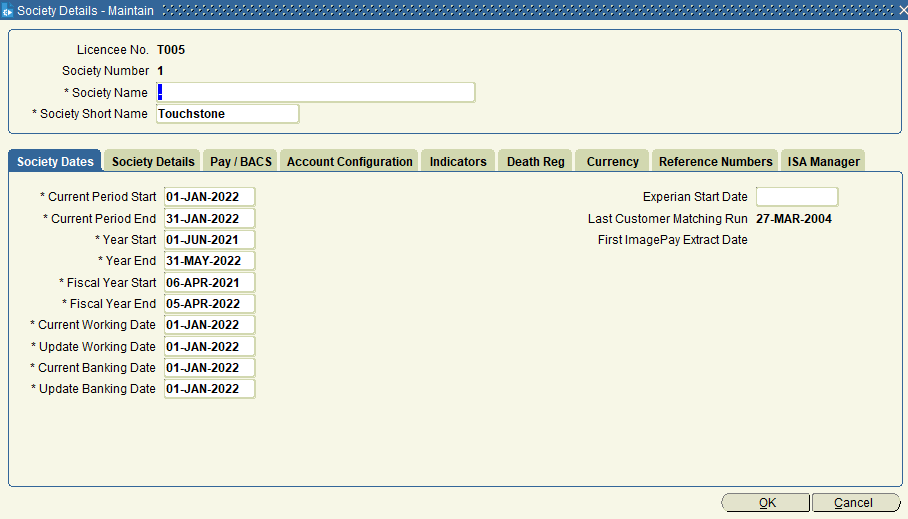 Society Details - Maintain
Licencee No. T005
Society Number 1
* Society Name .
* Society Short Name Touchstone
Society Dates Society Details Pay / BACS Account Configuration Indicators Death Reg Currency Reference Numbers ISA Manager
* Current Period Start 01-JAN-2022 Experian Start Date
* Current Period End 31-JAN-2022 Last Customer Matching Run 27-MAR-2004
* Year Start 01-JUN-2021 First ImagePay Extract Date
* Year End 31-MAY-2022
* Fiscal Year Start 06-APR-2021
* Fiscal Year End 05-APR-2022
* Current Working Date 01-JAN-2022
* Update Working Date 01-JAN-2022
* Current Banking Date 01-JAN-2022
* Update Banking Date 01-JAN-2022
OK Cancel